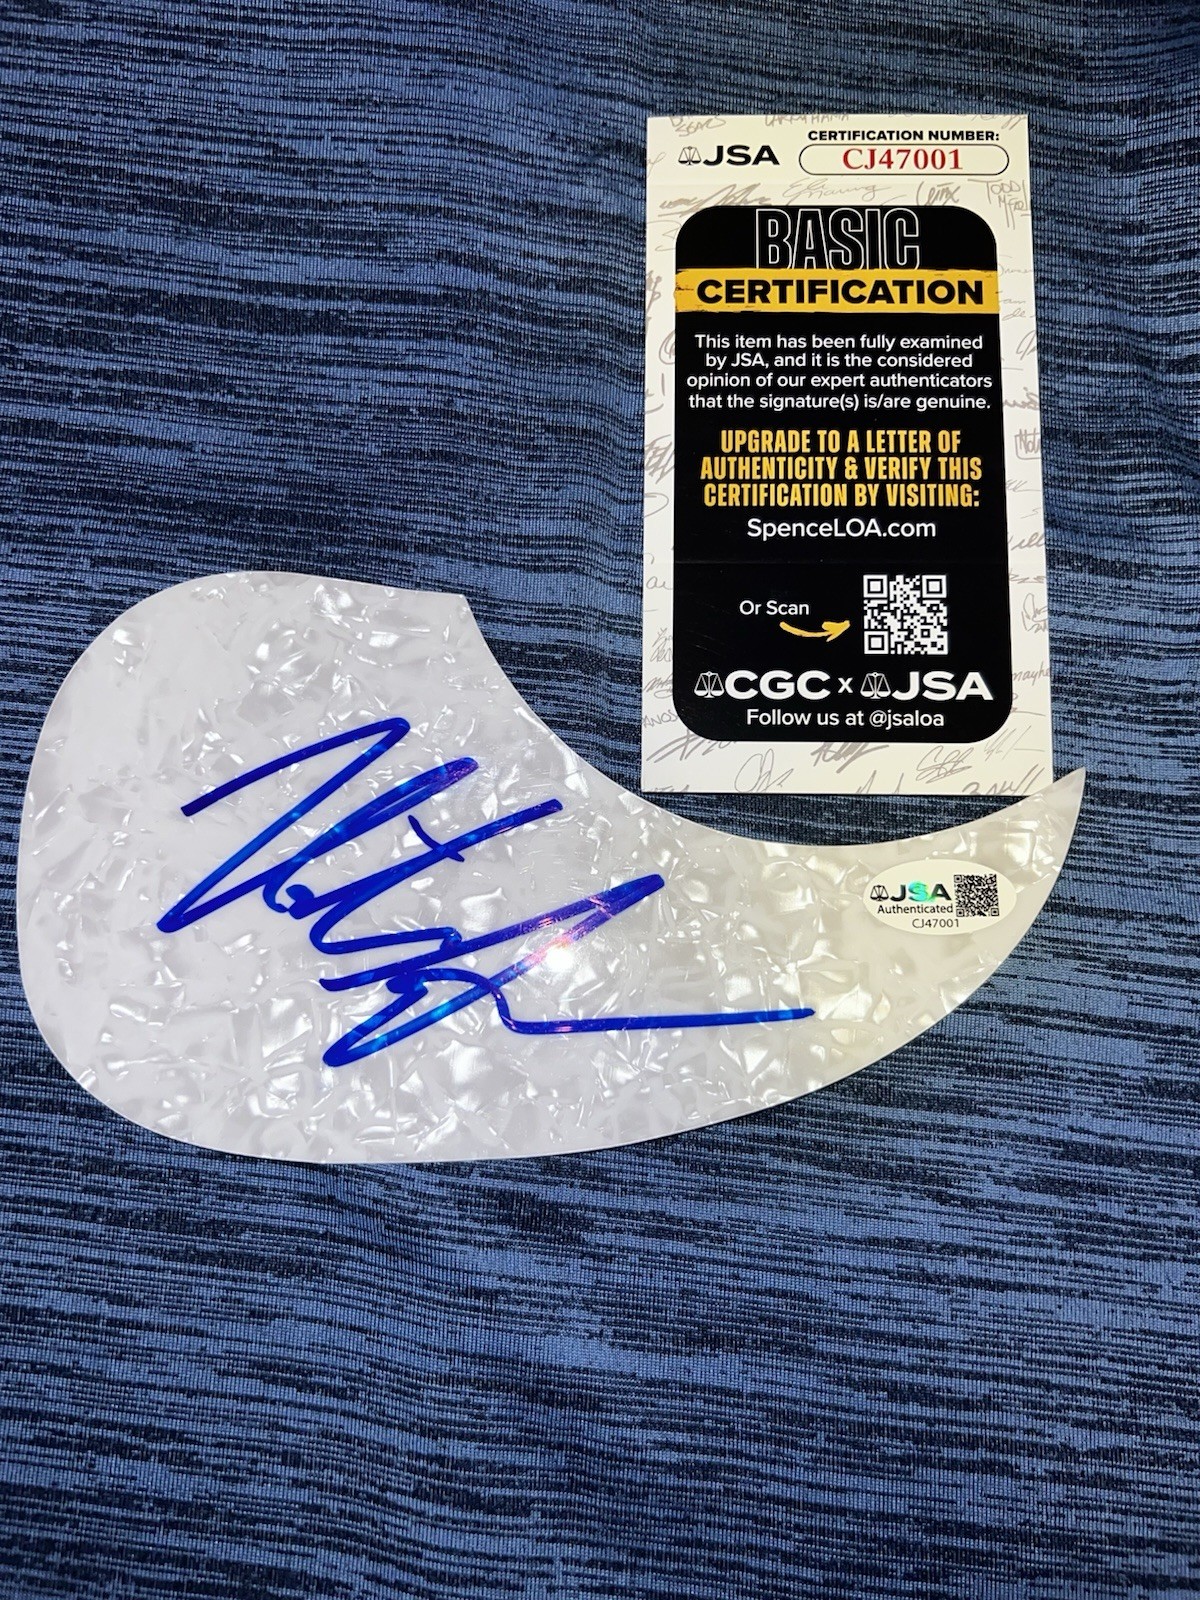 JSA
CERTIFICATION NUMBER:
CJ47001
BASIC
CERTIFICATION
This item has been fully examined
by JSA, and it is the considered
opinion of our expert authenticators
that the signature(s) is/are genuine.
UPGRADE TO A LETTER OF
AUTHENTICITY & VERIFY THIS
CERTIFICATION BY VISITING:
SpenceLOA.com
Or Scan
CGC x JSA
Follow us at @jsaloa
JSA
Authenticated
CJ47001